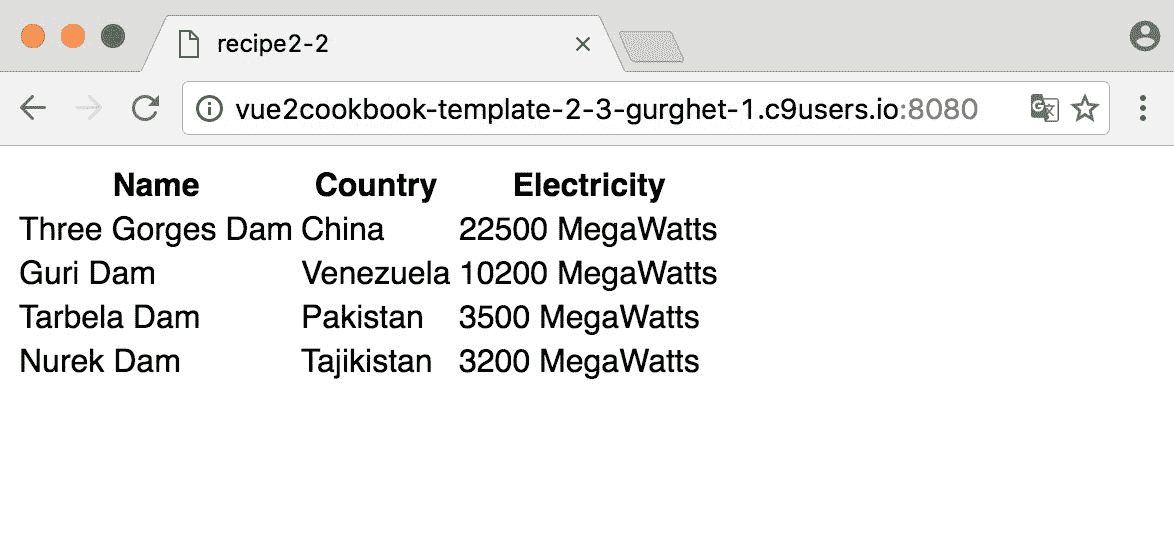 recipe2-2
vue2cookbook-template-2-3-gurghet-1.c9users.io:8080
Name Country Electricity
Three Gorges Dam China 22500 MegaWatts
Guri Dam Venezuela 10200 MegaWatts
Tarbela Dam Pakistan 3500 MegaWatts
Nurek Dam Tajikistan 3200 MegaWatts